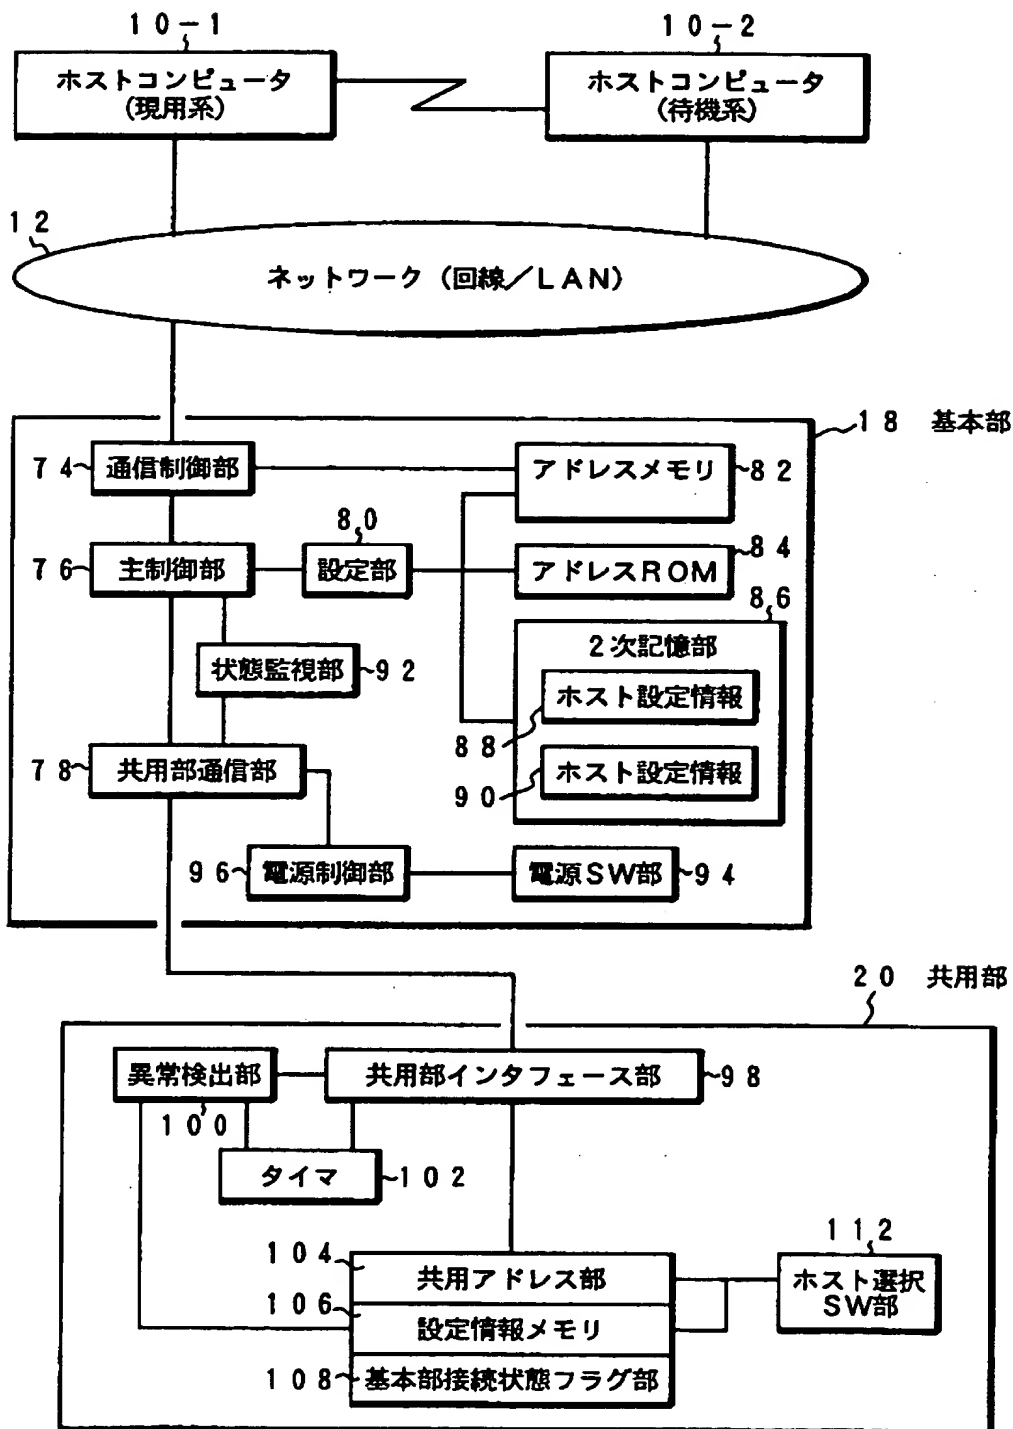 10-1
10-2
ホストコンピュータ
(現用系)
ホストコンピュータ
(待機系)
12
ネットワーク(回線/LAN)
18 基本部
74
通信制御部
アドレスメモリ
82
80
84
76
主制御部
設定部
アドレスROM
86
2次記憶部
状態監視部
92
ホスト設定情報
88
78
共用部通信部
ホスト設定情報
90
96
電源制御部
電源SW部
94
20 共用部
異常検出部
共用部インタフェース部
98
100
タイマ
102
112
104
共用アドレス部
ホスト選択
SW部
106
設定情報メモリ
108
基本部接続状態フラグ部